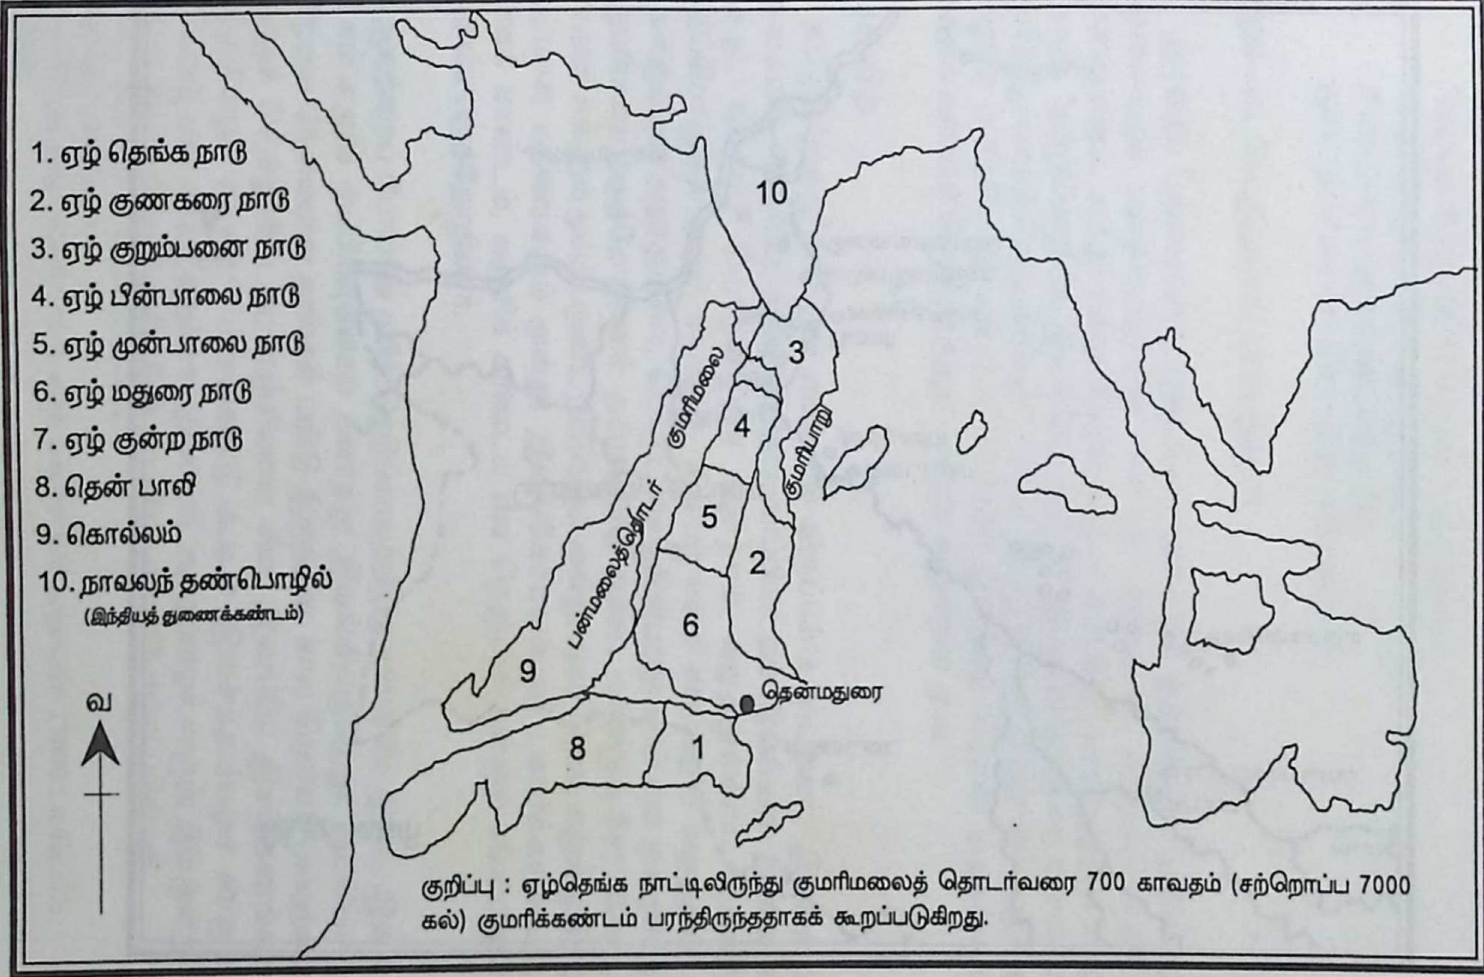 1. ஏழ் தெங்க நாடு
2. ஏழ் குணகரை நாடு
3. ஏழ் குறும்பனை நாடு
4. ஏழ் பின்பாலை நாடு
5. ஏழ் முன்பாலை நாடு
6. ஏழ் மதுரை நாடு
7. ஏழ் குன்ற நாடு
8. தென் பாலி
9. கொல்லம்
10. நாவலந் தண்பொழில்
(இந்தியத் துணைக்கண்டம்)
வ
10
3
குமரிமலை
4
குமரியாறு
பன்மலைத்தொடர்
5
2
6
9
தென்மதுரை
8
1
குறிப்பு : ஏழ்தெங்க நாட்டிலிருந்து குமரிமலைத் தொடர்வரை 700 காவதம் (சற்றொப்ப 7000
கல்) குமரிக்கண்டம் பரந்திருந்ததாகக் கூறப்படுகிறது.